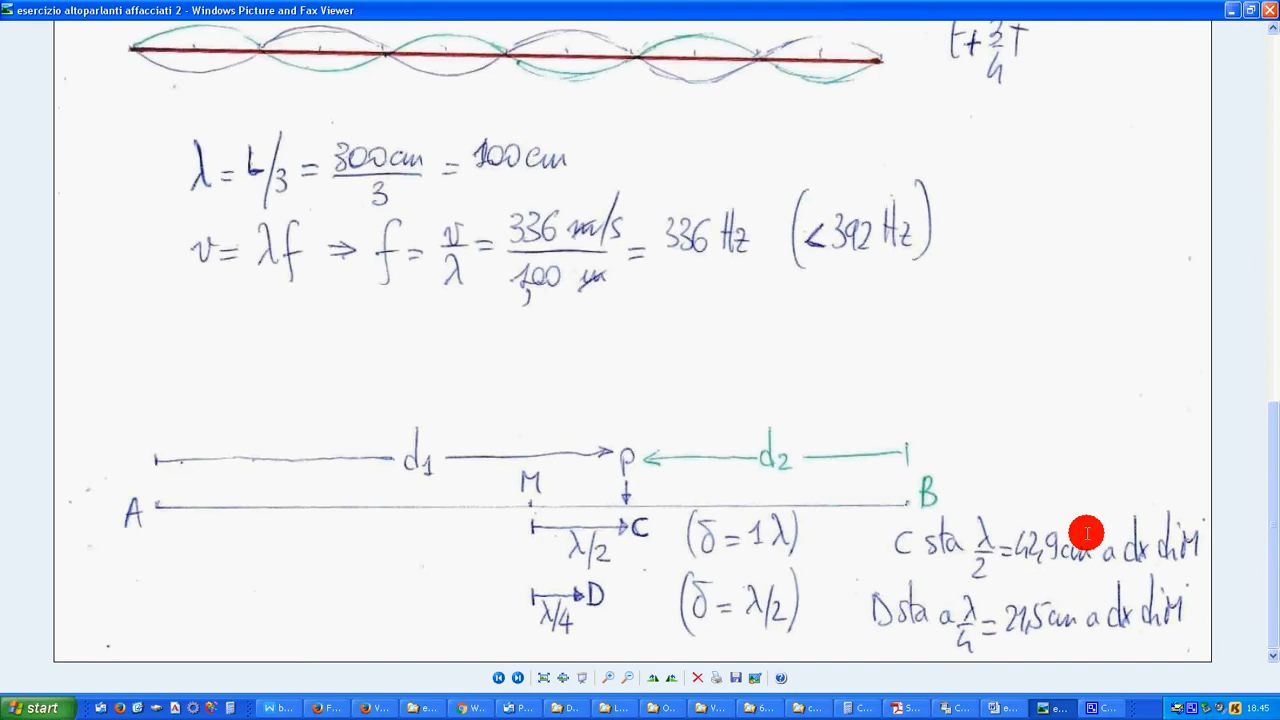 esercizio altoparlanti affacciati 2 - Windows Picture and Fax Viewer
t + 3/4 T
λ = L/3 = 300 cm / 3 = 100 cm
v = λf ⇒ f = v/λ = 336 m/s / 1,00 m = 336 Hz (< 392 Hz)
d1 P d2
A M B
λ/2 C (δ = 1λ) C sta λ/2 = 42,9 cm a dx di M
λ/4 D (δ = λ/2) D sta a λ/4 = 21,5 cm a dx di M
start b... F... V... e... W... P... D... L... O... V... 6... c... C... S... C... e... e... C... 18.45